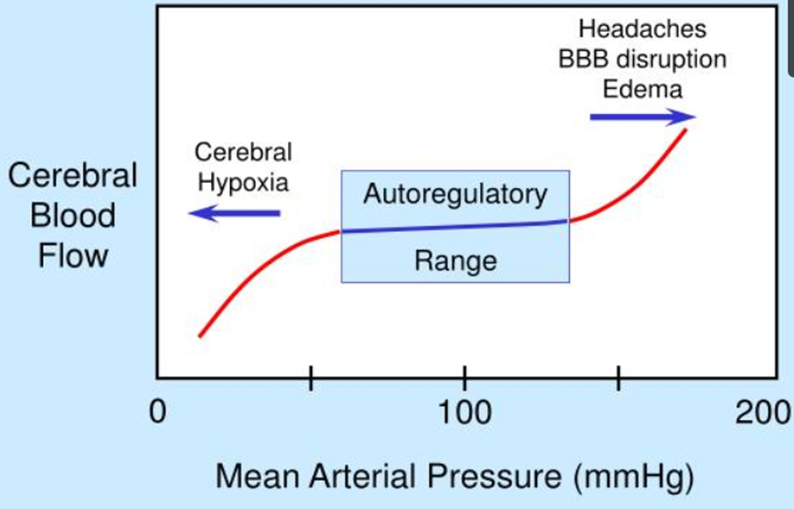 Headaches
BBB disruption
Edema
Cerebral
Hypoxia
Cerebral
Blood
Flow
Autoregulatory
Range
0
100
200
Mean Arterial Pressure (mmHg)